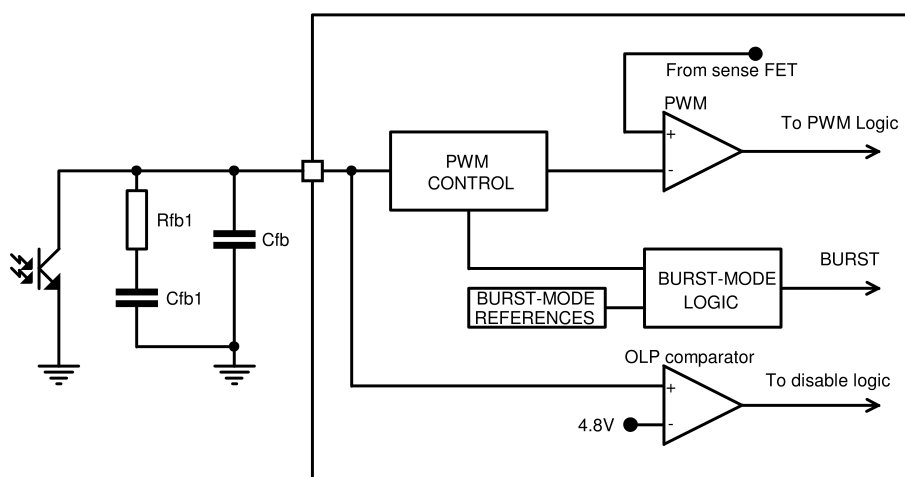 From sense FET
PWM
+
-
To PWM Logic
PWM
CONTROL
Rfb1
Cfb
Cfb1
BURST
BURST-MODE
LOGIC
BURST-MODE
REFERENCES
OLP comparator
To disable logic
+
-
4.8V